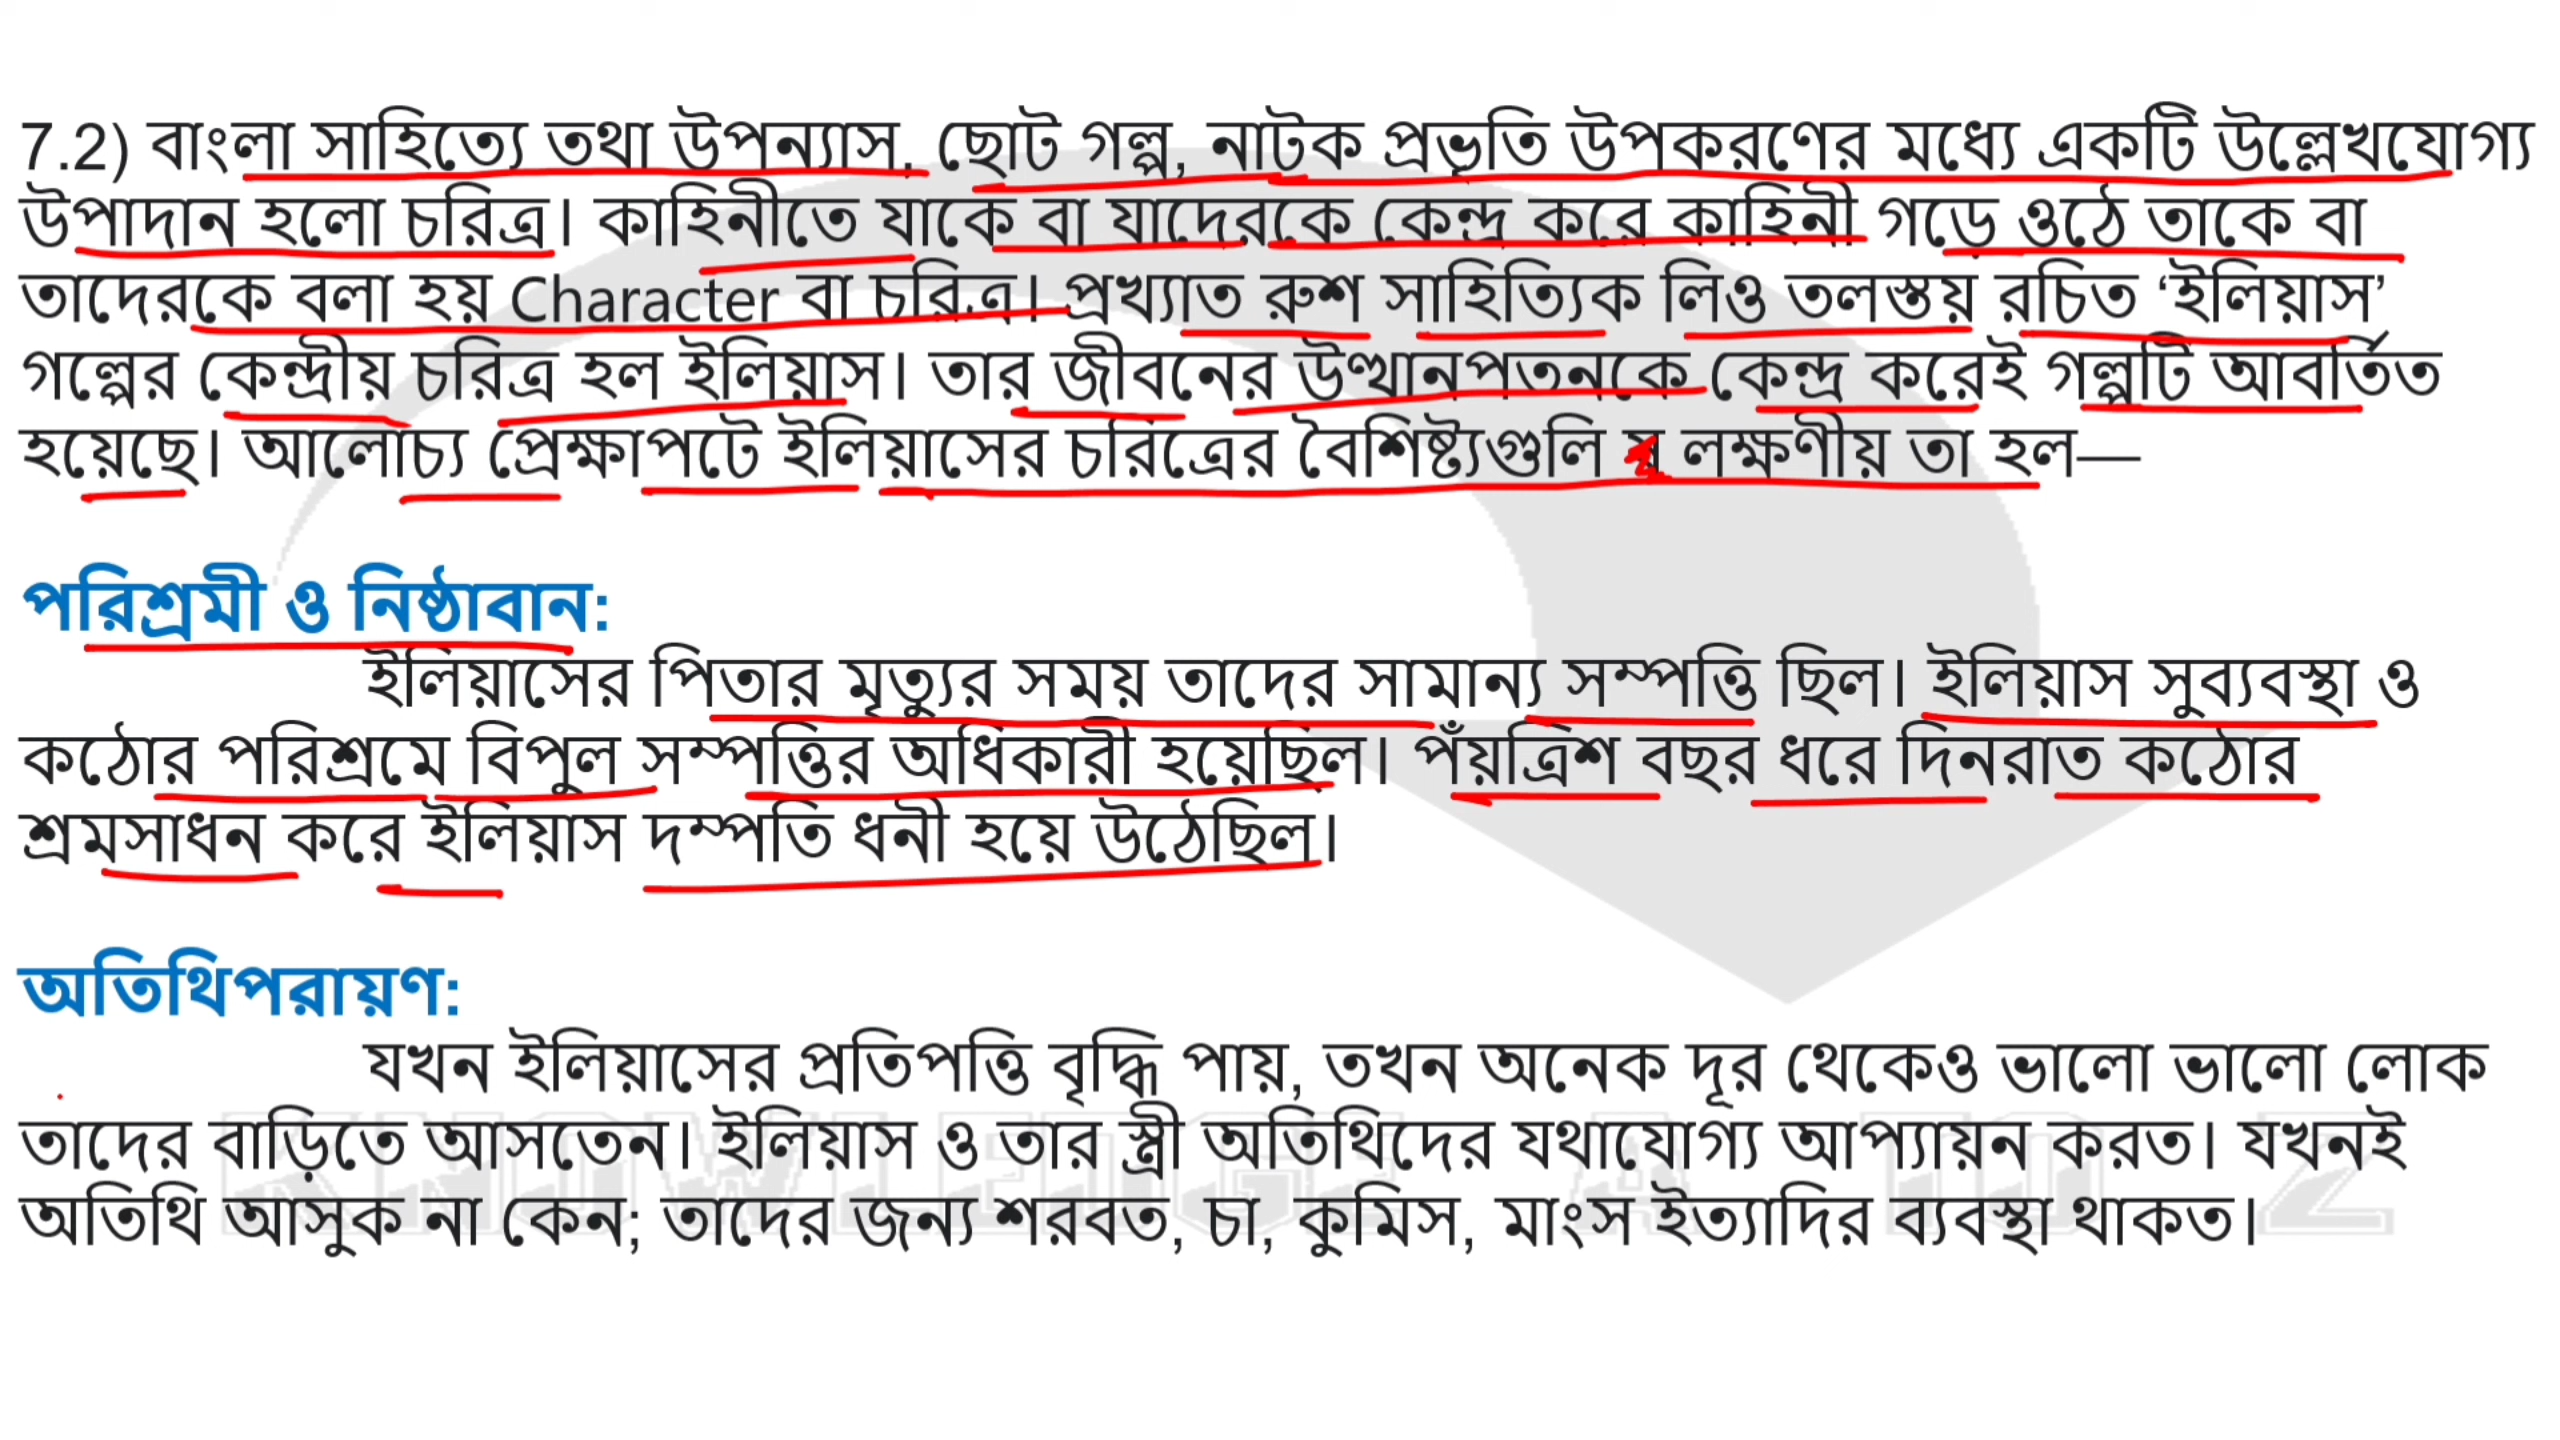 7.2) বাংলা সাহিত্যে তথা উপন্যাস, ছোট গল্প, নাটক প্রভৃতি উপকরণের মধ্যে একটি উল্লেখযোগ্য
উপাদান হলো চরিত্র। কাহিনীতে যাকে বা যাদেরকে কেন্দ্র করে কাহিনী গড়ে ওঠে তাকে বা
তাদেরকে বলা হয় Character বা চরিত্র। প্রখ্যাত রুশ সাহিত্যিক লিও তলস্তয় রচিত ‘ইলিয়াস’
গল্পের কেন্দ্রীয় চরিত্র হল ইলিয়াস। তার জীবনের উত্থানপতনকে কেন্দ্র করেই গল্পটি আবর্তিত
হয়েছে। আলোচ্য প্রেক্ষাপটে ইলিয়াসের চরিত্রের বৈশিষ্ট্যগুলি লক্ষণীয় তা হল—
পরিশ্রমী ও নিষ্ঠাবান:
ইলিয়াসের পিতার মৃত্যুর সময় তাদের সামান্য সম্পত্তি ছিল। ইলিয়াস সুব্যবস্থা ও
কঠোর পরিশ্রমে বিপুল সম্পত্তির অধিকারী হয়েছিল। পঁয়ত্রিশ বছর ধরে দিনরাত কঠোর
শ্রমসাধন করে ইলিয়াস দম্পতি ধনী হয়ে উঠেছিল।
অতিথিপরায়ণ:
যখন ইলিয়াসের প্রতিপত্তি বৃদ্ধি পায়, তখন অনেক দূর থেকেও ভালো ভালো লোক
তাদের বাড়িতে আসতেন। ইলিয়াস ও তার স্ত্রী অতিথিদের যথাযোগ্য আপ্যায়ন করত। যখনই
অতিথি আসুক না কেন; তাদের জন্য শরবত, চা, কুমিস, মাংস ইত্যাদির ব্যবস্থা থাকত।
KNOWLEDGE A TO Z